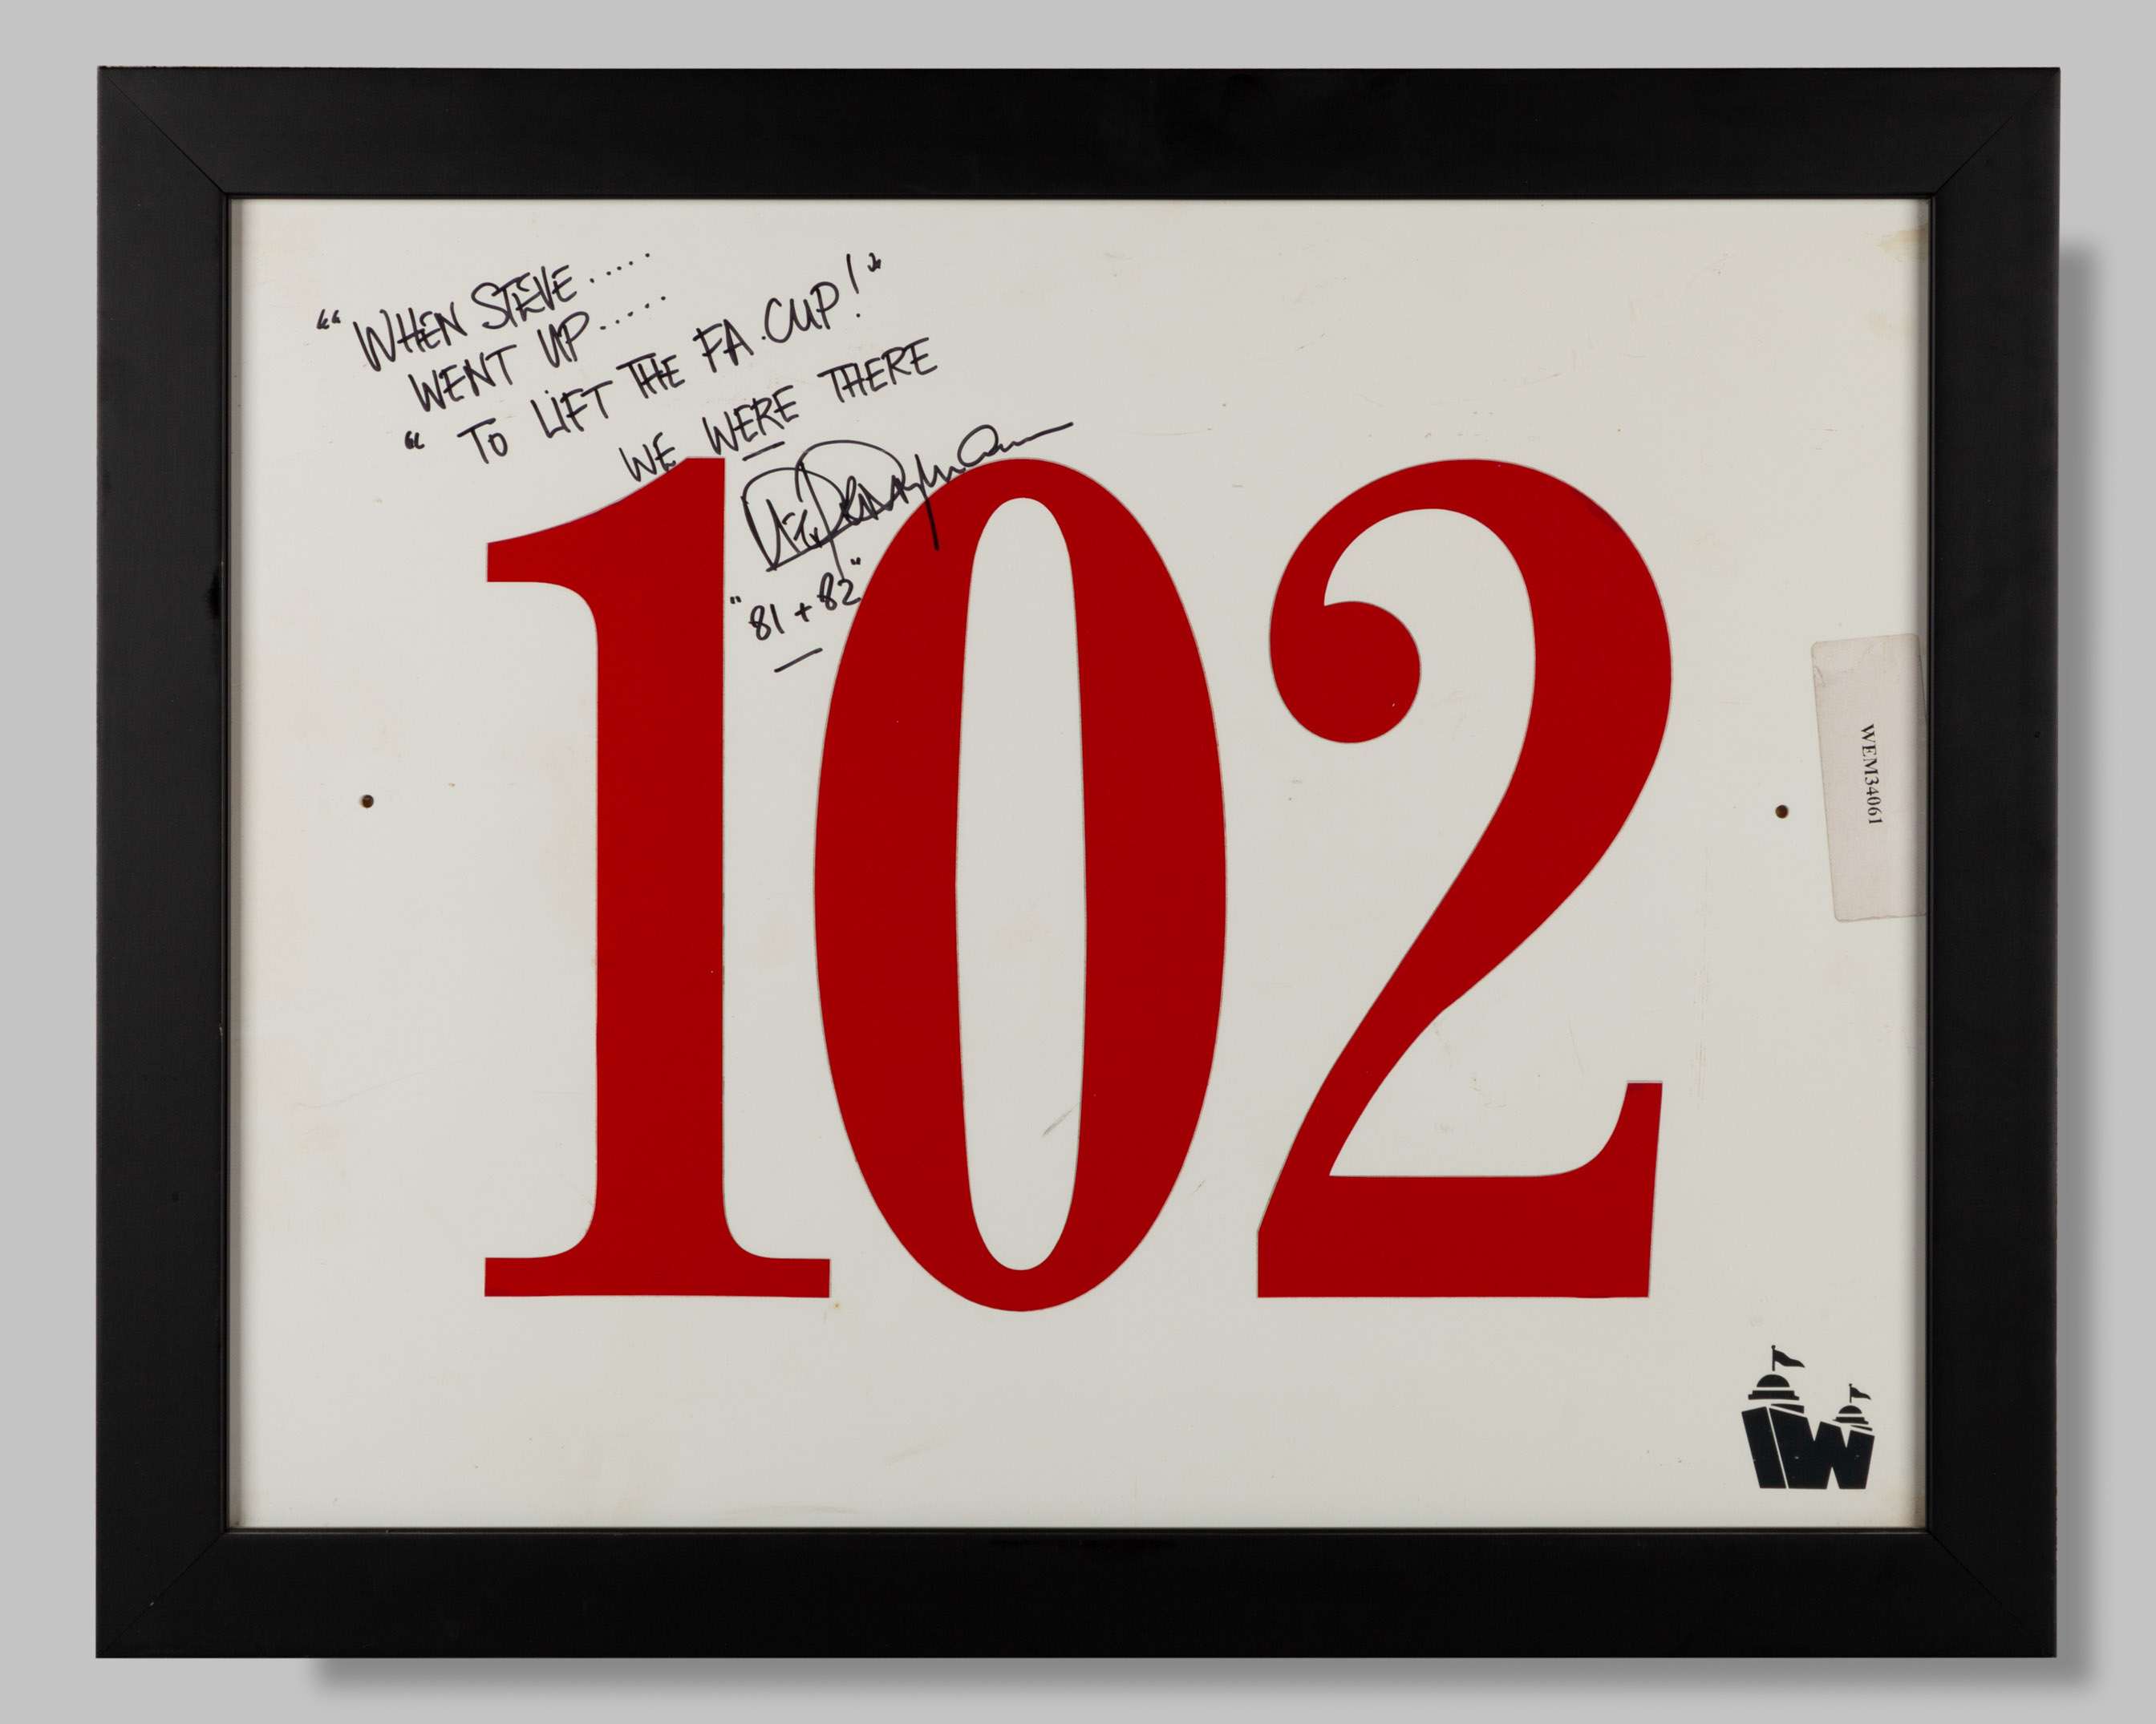 “WHEN STEVE.....
WENT UP.....
“ TO LIFT THE FA.CUP!”
WE WERE THERE
"81 + 82"
102
WEM34061
W